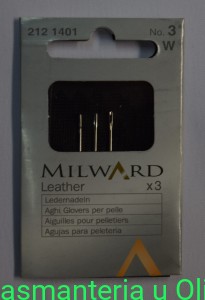 212 1401
No. 3
W
MILWARD
Leather x3
Ledernadeln
Aghi Glovers per pelle
Aiguilles pour pelletiers
Agujas para peletería
asmanteria y Oli